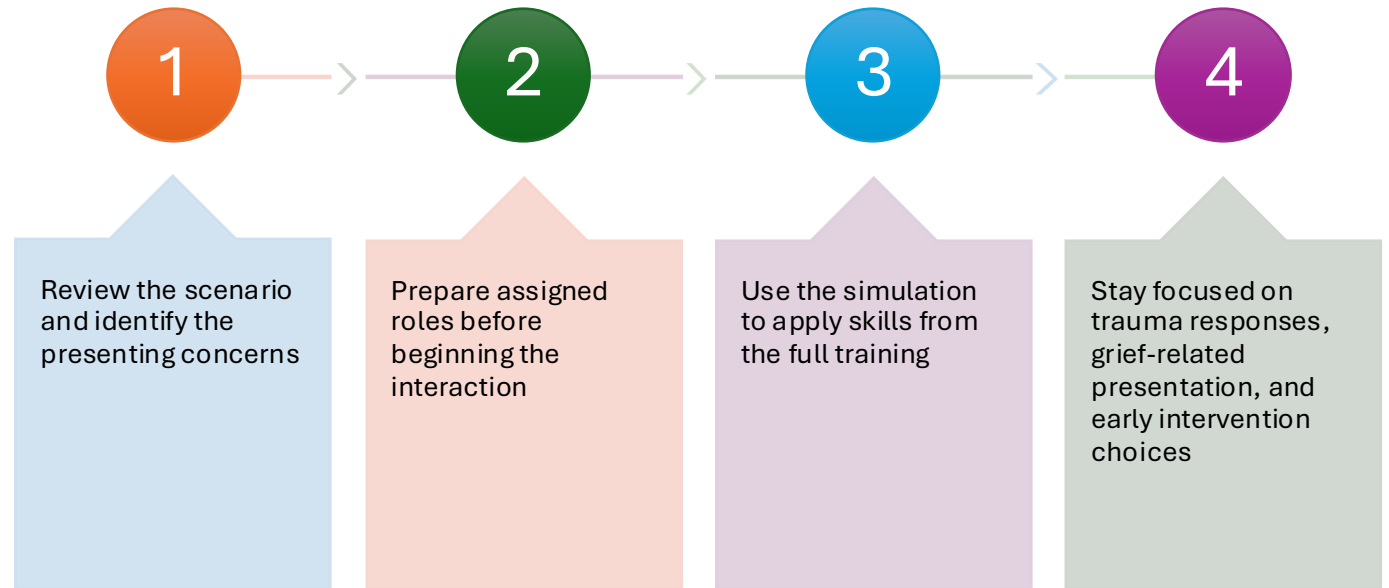 1
2
3
4
Review the scenario
and identify the
presenting concerns
Prepare assigned
roles before
beginning the
interaction
Use the simulation
to apply skills from
the full training
Stay focused on
trauma responses,
grief-related
presentation, and
early intervention
choices